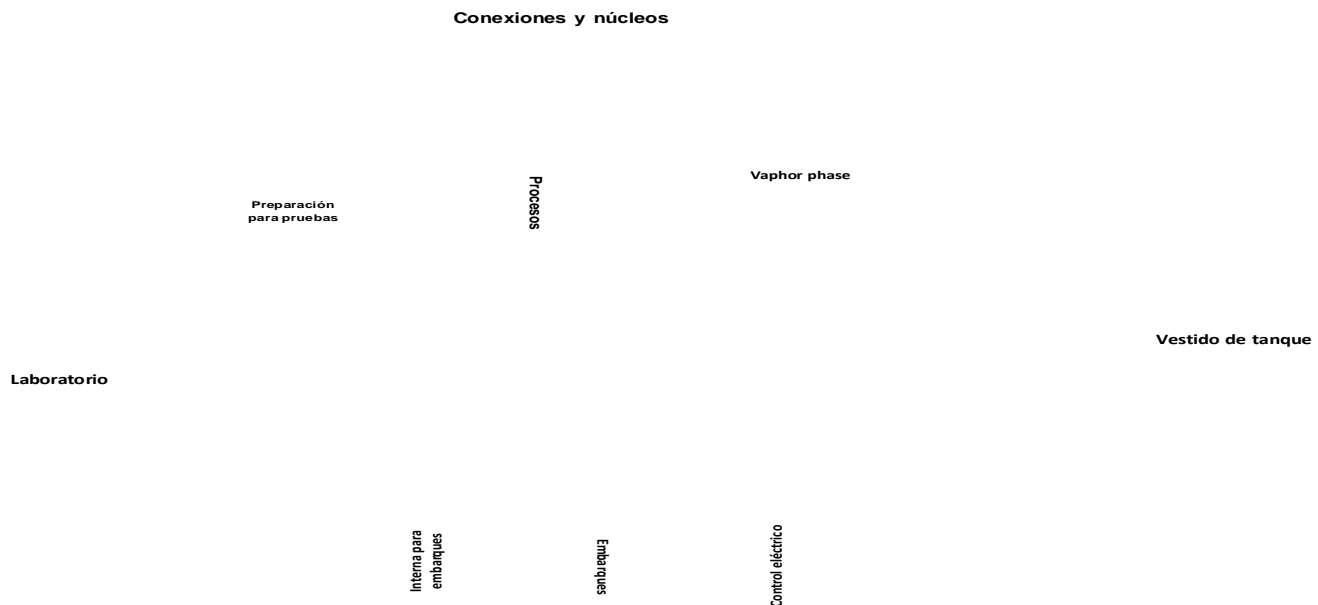 Conexiones y núcleos
Vaphor phase
Procesos
Preparación
para pruebas
Vestido de tanque
Laboratorio
Interna para
embarques
Embarques
Control eléctrico